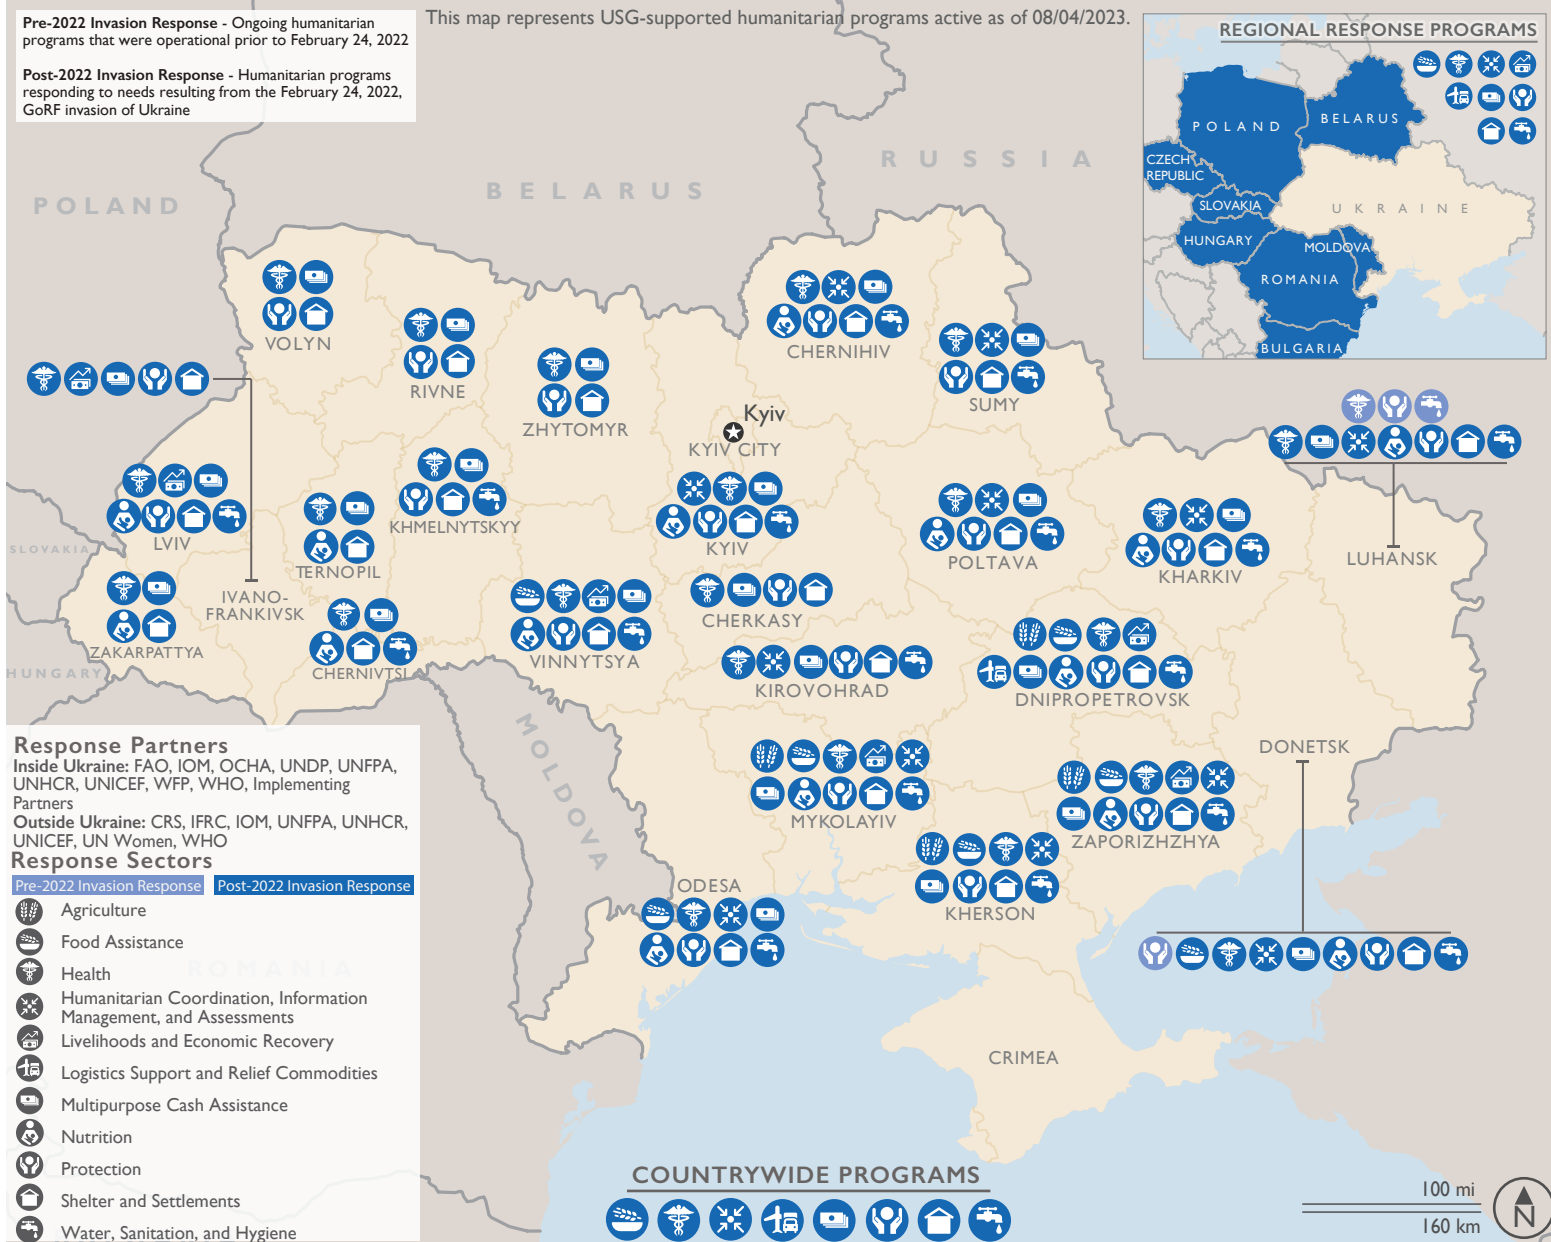 Pre-2022 Invasion Response - Ongoing humanitarian
programs that were operational prior to February 24, 2022
Post-2022 Invasion Response - Humanitarian programs
responding to needs resulting from the February 24, 2022,
GoRF invasion of Ukraine
This map represents USG-supported humanitarian programs active as of 08/04/2023.
REGIONAL RESPONSE PROGRAMS
POLAND
BELARUS
CZECH
REPUBLIC
SLOVAKIA
UKRAINE
HUNGARY
MOLDOVA
ROMANIA
BULGARIA
RUSSIA
BELARUS
POLAND
VOLYN
RIVNE
ZHYTOMYR
CHERNIHIV
SUMY
Kyiv
KYIV CITY
LVIV
KHMELNYTSKYY
KYIV
POLTAVA
KHARKIV
LUHANSK
SLOVAKIA
TERNOPIL
IVANO-
FRANKIVSK
CHERKASY
ZAKARPATTYA
CHERNIVTSI
VINNYTSYA
KIROVOHRAD
DNIPROPETROVSK
HUNGARY
MOLDOVA
DONETSK
MYKOLAYIV
ZAPORIZHZHYA
ODESA
KHERSON
CRIMEA
Response Partners
Inside Ukraine: FAO, IOM, OCHA, UNDP, UNFPA,
UNHCR, UNICEF, WFP, WHO, Implementing
Partners
Outside Ukraine: CRS, IFRC, IOM, UNFPA, UNHCR,
UNICEF, UN Women, WHO
Response Sectors
Pre-2022 Invasion Response Post-2022 Invasion Response
Agriculture
Food Assistance
Health
ROMANIA
Humanitarian Coordination, Information
Management, and Assessments
Livelihoods and Economic Recovery
Logistics Support and Relief Commodities
Multipurpose Cash Assistance
Nutrition
Protection
Shelter and Settlements
Water, Sanitation, and Hygiene
COUNTRYWIDE PROGRAMS
100 mi
160 km
N